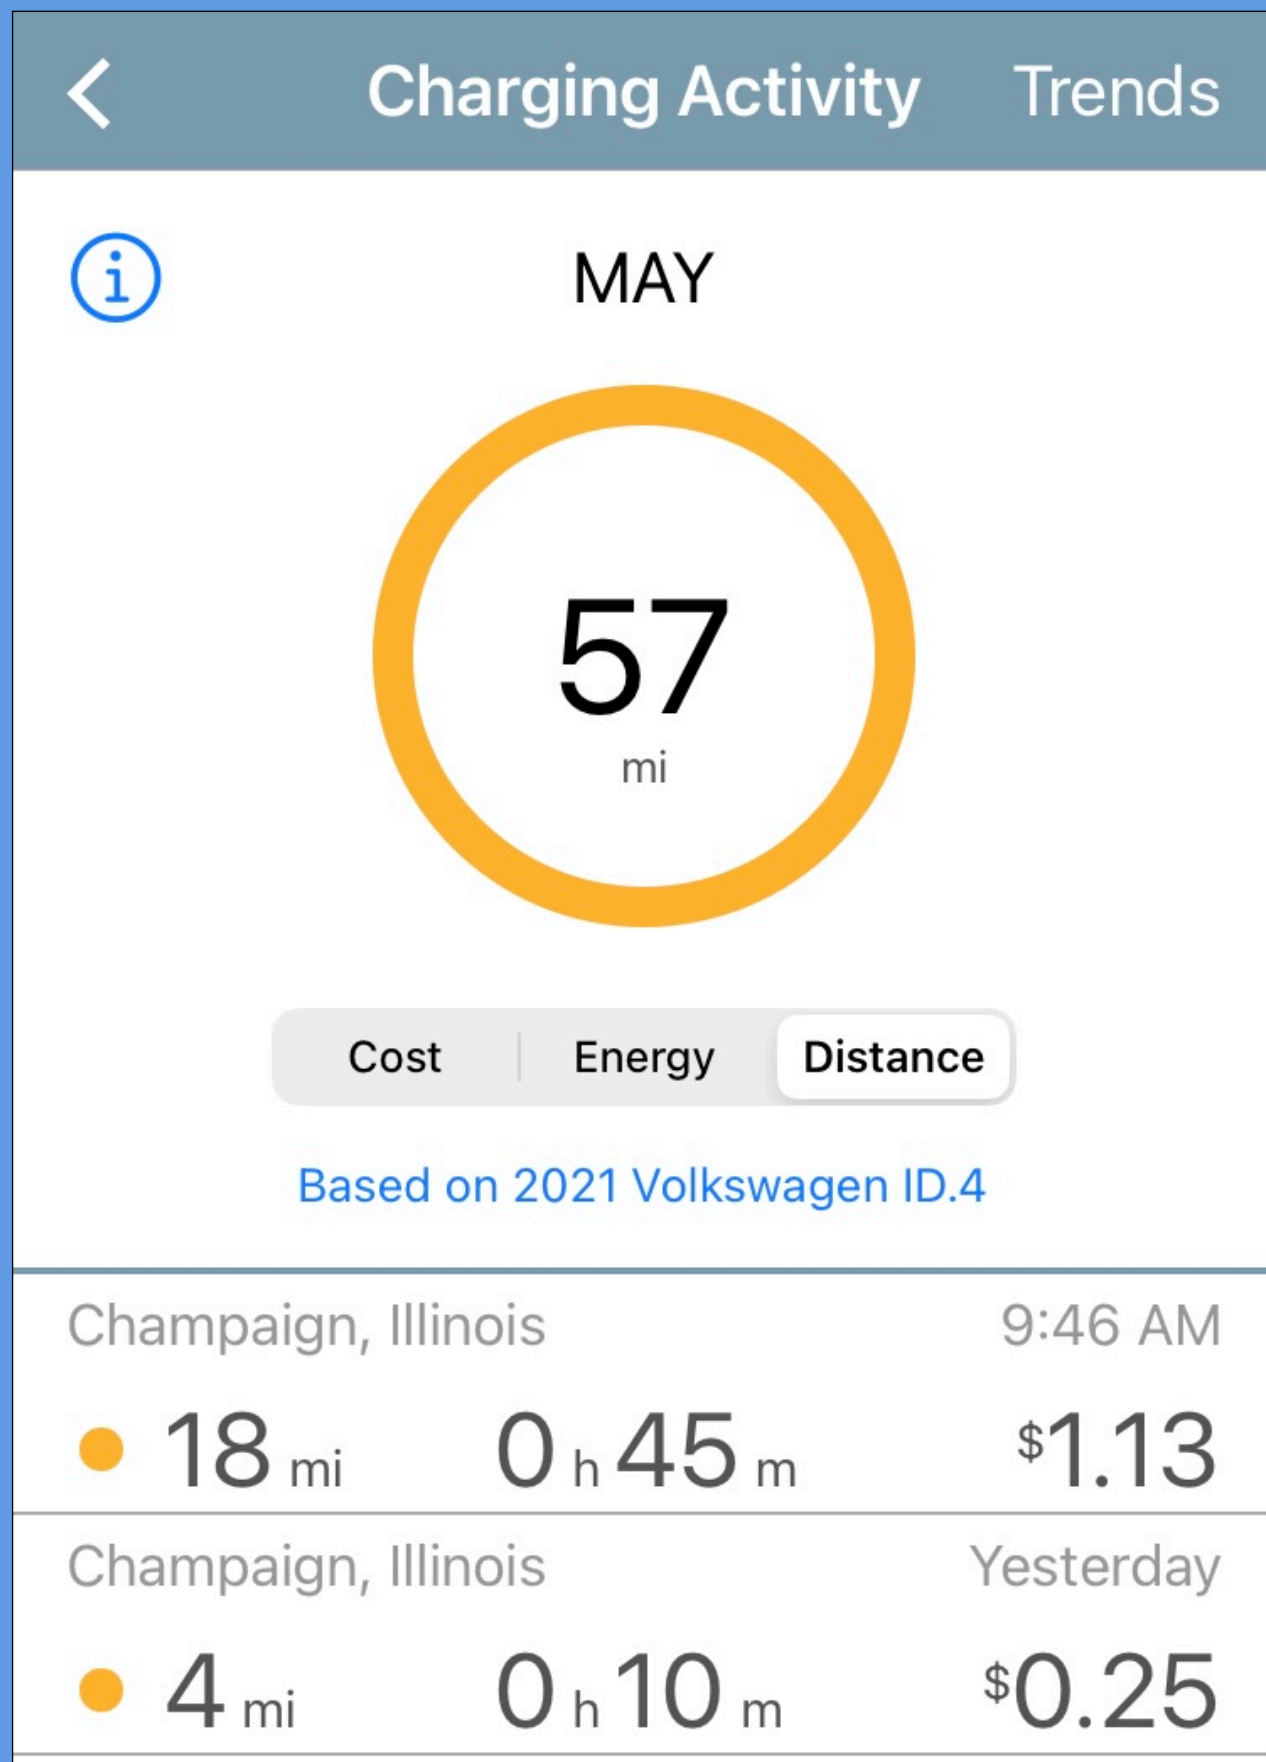 Charging Activity Trends
i MAY
57
mi
Cost Energy Distance
Based on 2021 Volkswagen ID.4
Champaign, Illinois 9:46 AM
18 mi 0 h 45 m $1.13
Champaign, Illinois Yesterday
4 mi 0 h 10 m $0.25